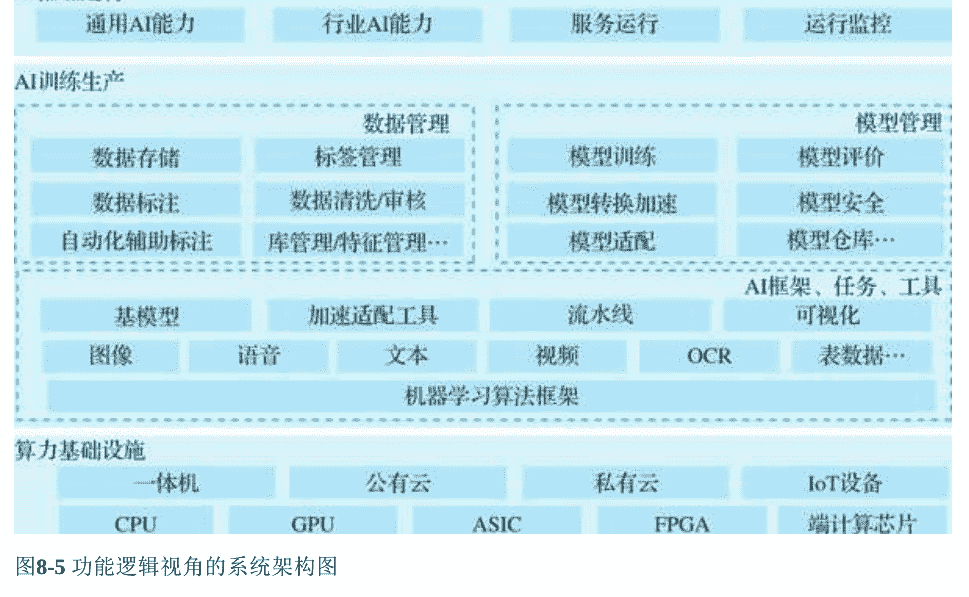 通用AI能力 行业AI能力 服务运行 运行监控
AI训练生产
数据管理 模型管理
数据存储 标签管理 模型训练 模型评价
数据标注 数据清洗/审核 模型转换加速 模型安全
自动化辅助标注 库管理/特征管理… 模型适配 模型仓库…
AI框架、任务、工具
基模型 加速适配工具 流水线 可视化
图像 语音 文本 视频 OCR 表数据…
机器学习算法框架
算力基础设施
一体机 公有云 私有云 IoT设备
CPU GPU ASIC FPGA 端计算芯片
图8-5 功能逻辑视角的系统架构图